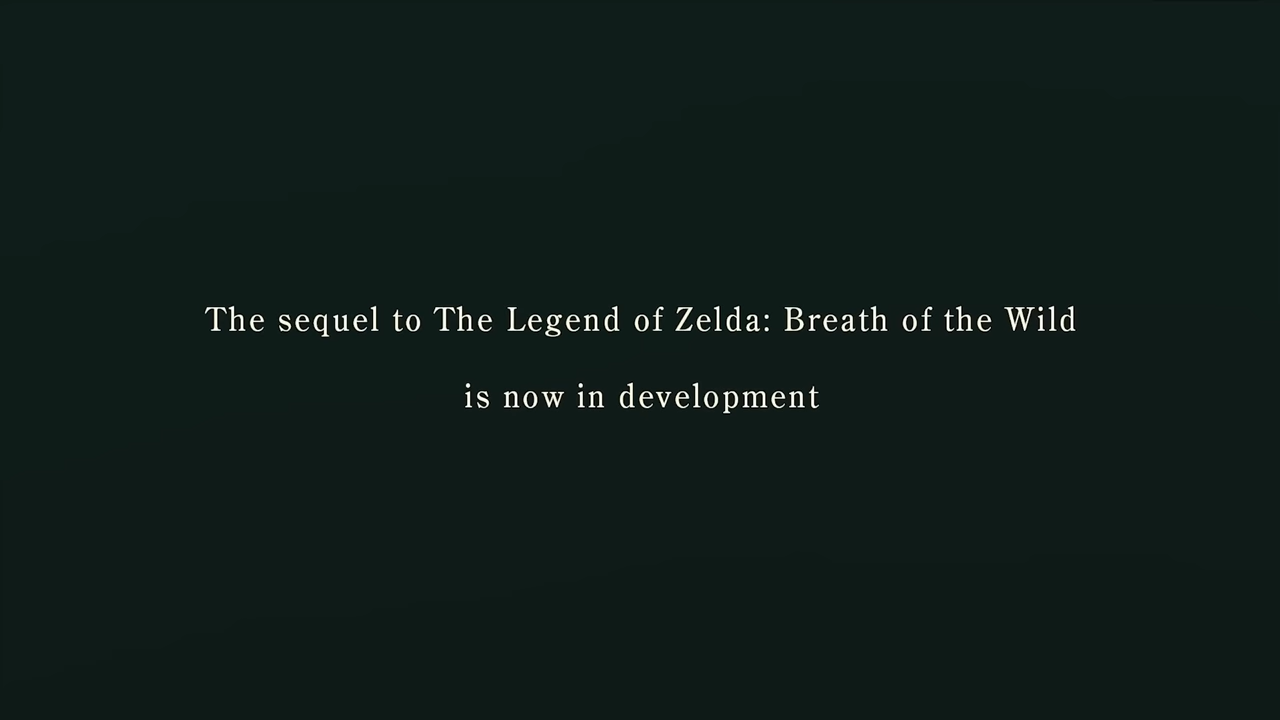 The sequel to The Legend of Zelda: Breath of the Wild
is now in development